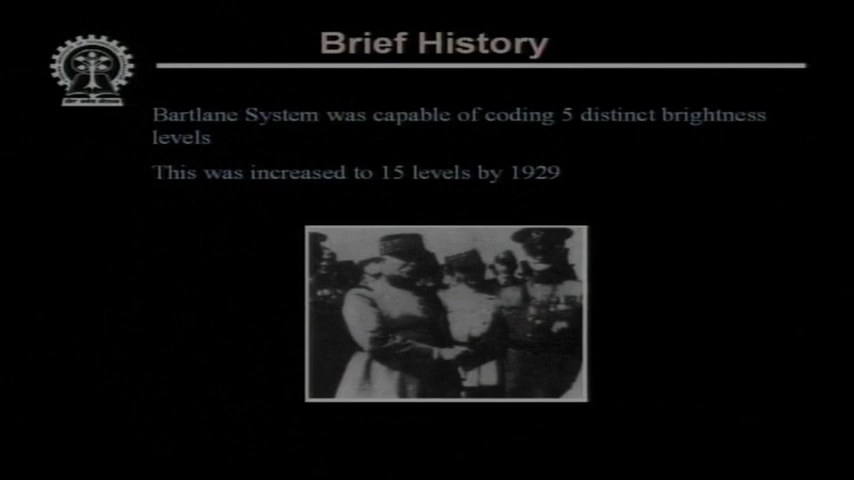 Brief History
Bartlane System was capable of coding 5 distinct brightness
levels
This was increased to 15 levels by 1929